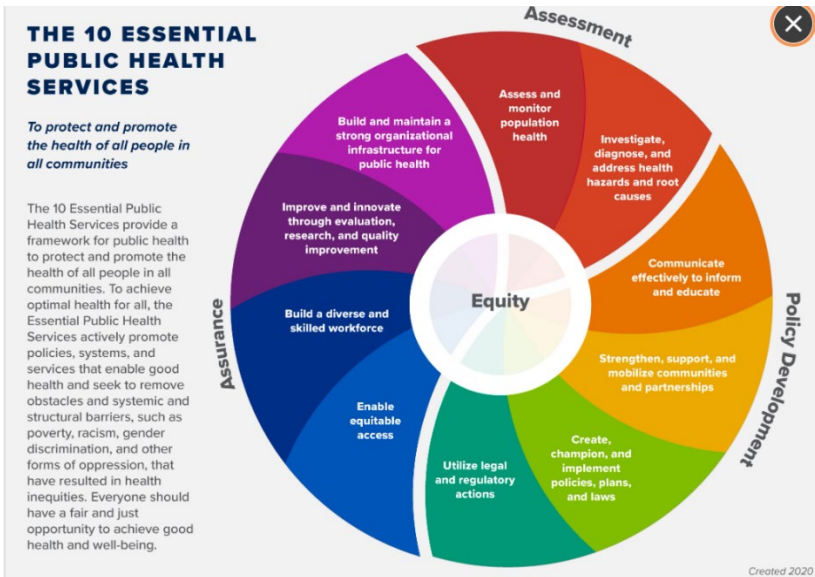 THE 10 ESSENTIAL
PUBLIC HEALTH
SERVICES
To protect and promote
the health of all people in
all communities
The 10 Essential Public
Health Services provide a
framework for public health
to protect and promote the
health of all people in all
communities. To achieve
optimal health for all, the
Essential Public Health
Services actively promote
policies, systems, and
services that enable good
health and seek to remove
obstacles and systemic and
structural barriers, such as
poverty, racism, gender
discrimination, and other
forms of oppression, that
have resulted in health
inequities. Everyone should
have a fair and just
opportunity to achieve good
health and well-being.
Assessment
Assess and
monitor
population
health
Investigate,
diagnose, and
address health
hazards and root
causes
Policy Development
Communicate
effectively to inform
and educate
Strengthen, support, and
mobilize communities
and partnerships
Create,
champion, and
implement
policies, plans,
and laws
Utilize legal
and regulatory
actions
Assurance
Enable
equitable
access
Build a diverse and
skilled workforce
Improve and innovate
through evaluation,
research, and quality
improvement
Build and maintain a
strong organizational
infrastructure for
public health
Equity
Created 2020